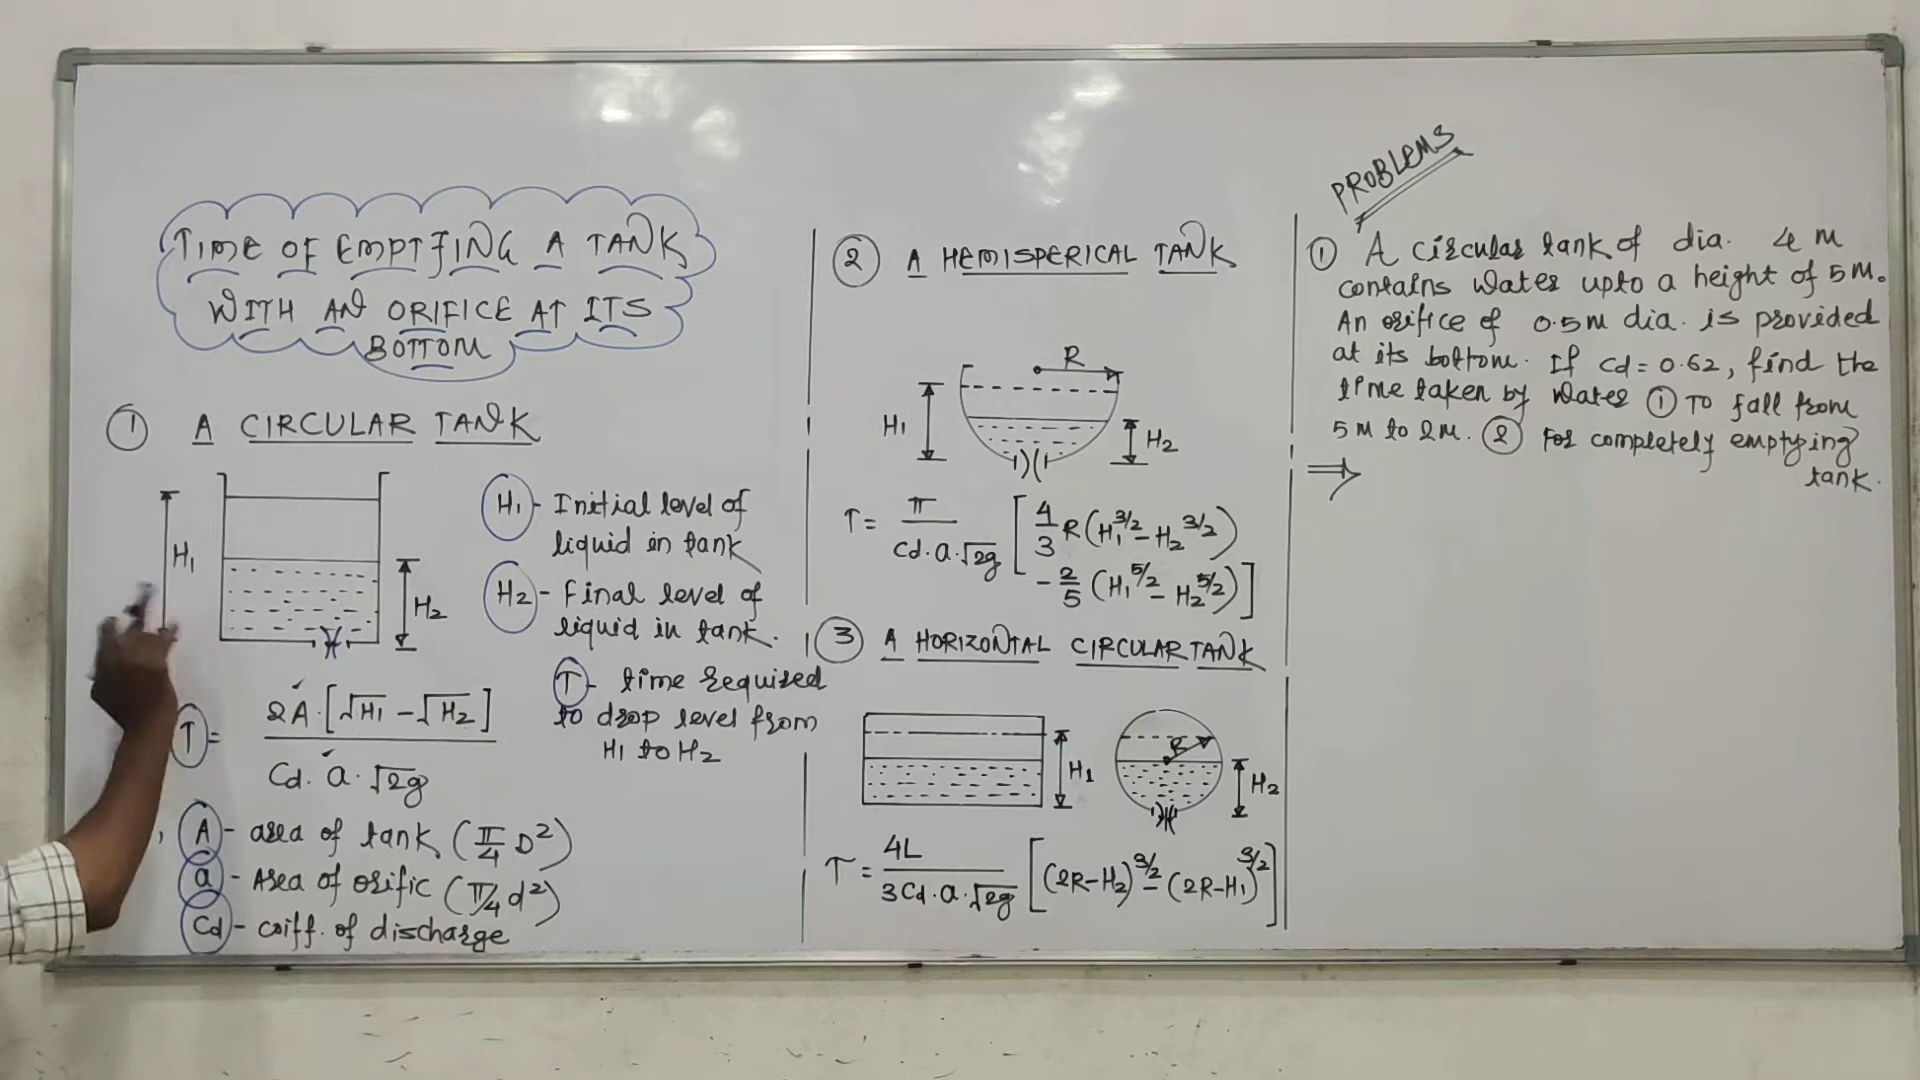 TIME OF EMPTYING A TANK
WITH AN ORIFICE AT ITS
BOTTOM
① A CIRCULAR TANK
H₁
H₂
H₁ - Initial level of
liquid in tank
H₂ - Final level of
liquid in tank.
T = 2A·[√H₁ - √H₂] / Cd. a. √2g
T - time required
to drop level from
H₁ to H₂
A - area of tank (π/4 D²)
a - Area of orific (π/4 d²)
Cd - coiff. of discharge
② A HEMISPERICAL TANK
R
H₁
H₂
T = π / Cd. a. √2g [4/3 R (H₁^3/2 - H₂^3/2)
- 2/5 (H₁^5/2 - H₂^5/2)]
③ A HORIZONTAL CIRCULAR TANK
R
H₁
H₂
T = 4L / 3Cd. a. √2g [(2R-H₂)^3/2 - (2R-H₁)^3/2]
PROBLEMS
① A circular tank of dia. 4 M
contains water upto a height of 5M.
An orifice of 0.5M dia. is provided
at its bottom. If Cd = 0.62, find the
time taken by water ① To fall from
5M to 2M. ② For completely emptying
tank.
⇒